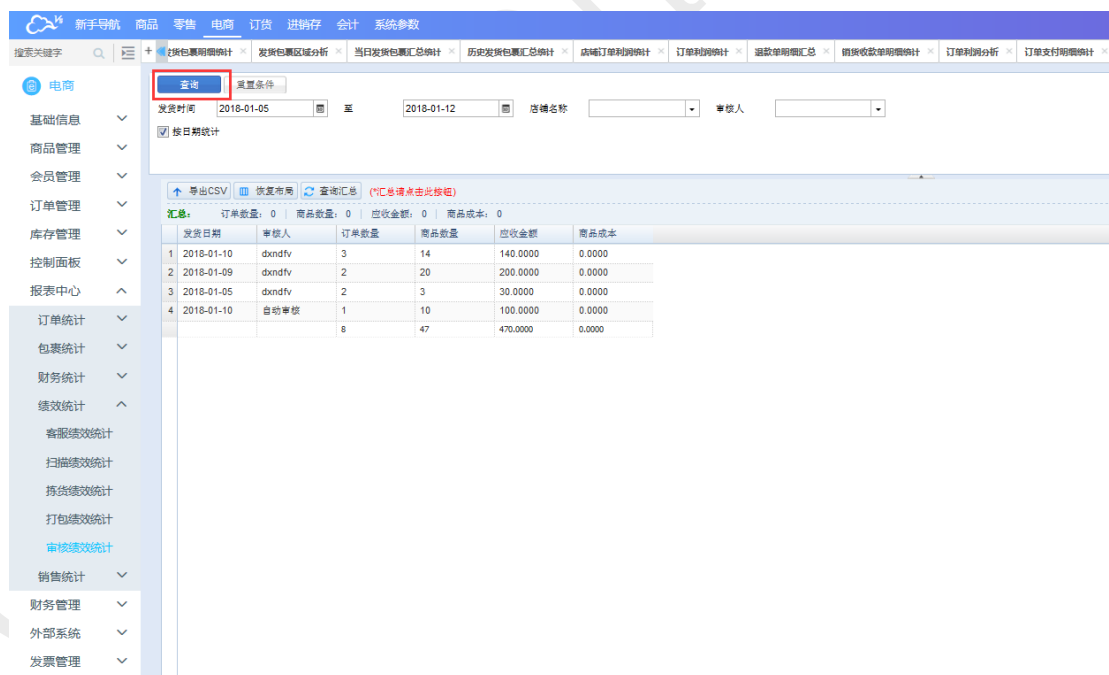 V5 新手导航 商品 零售 电商 订货 进销存 会计 系统参数
搜索关键字 + 货包裹明细统计 × 发货包裹区域分析 × 当日发货包裹汇总统计 × 历史发货包裹汇总统计 × 店铺订单利润统计 × 订单利润统计 × 退款单明细汇总 × 销货收款单明细统计 × 订单利润分析 × 订单支付明细统计 ×
电商
基础信息
商品管理
会员管理
订单管理
库存管理
控制面板
报表中心
订单统计
包裹统计
财务统计
绩效统计
客服绩效统计
扫描绩效统计
拣货绩效统计
打包绩效统计
审核绩效统计
销售统计
财务管理
外部系统
发票管理
查询 重置条件
发货时间 2018-01-05 至 2018-01-12 店铺名称 审核人
按日期统计
导出CSV 恢复布局 查询汇总 (*汇总请点击此按钮)
汇总: 订单数量: 0 | 商品数量: 0 | 应收金额: 0 | 商品成本: 0
发货日期 审核人 订单数量 商品数量 应收金额 商品成本
1 2018-01-10 dxndfv 3 14 140.0000 0.0000
2 2018-01-09 dxndfv 2 20 200.0000 0.0000
3 2018-01-05 dxndfv 2 3 30.0000 0.0000
4 2018-01-10 自动审核 1 10 100.0000 0.0000
8 47 470.0000 0.0000